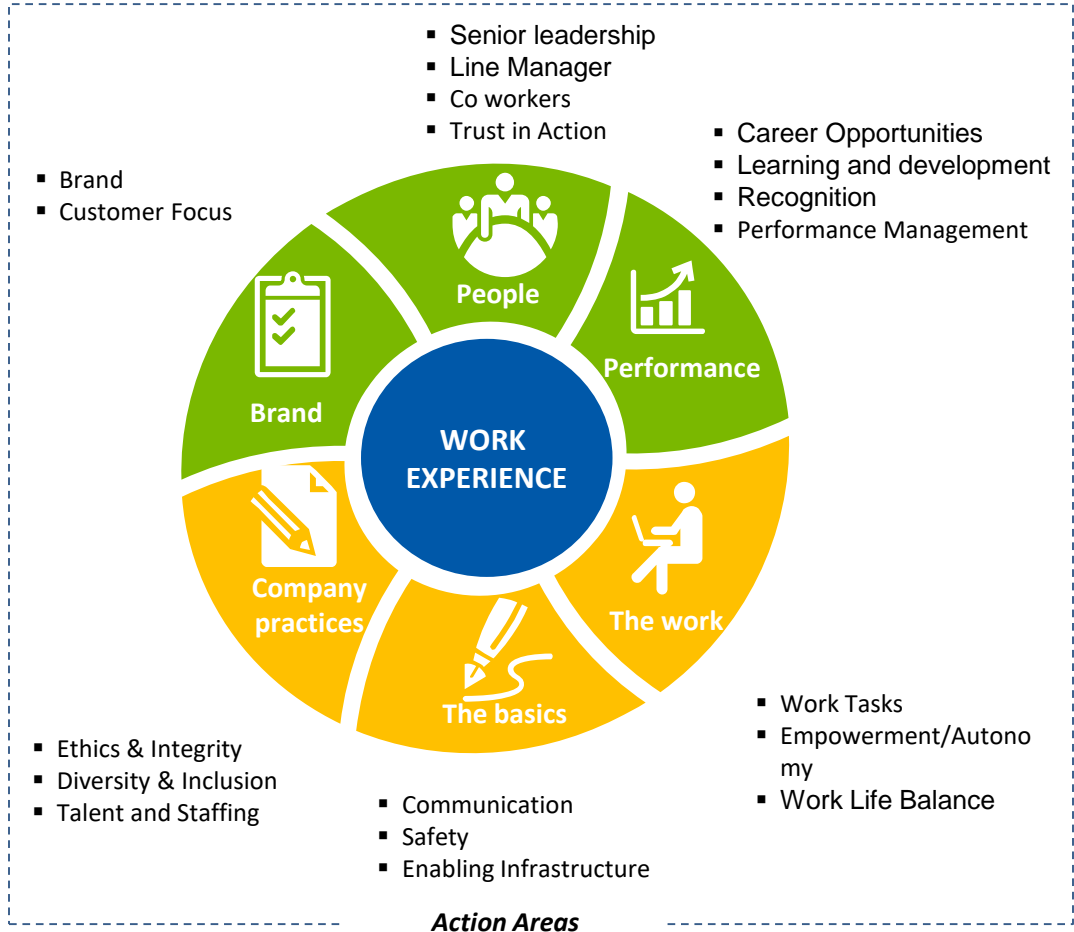 ▪ Senior leadership
▪ Line Manager
▪ Co workers
▪ Trust in Action
▪ Career Opportunities
▪ Learning and development
▪ Recognition
▪ Performance Management
▪ Brand
▪ Customer Focus
People
Performance
Brand
WORK
EXPERIENCE
Company
practices
The work
The basics
▪ Work Tasks
▪ Empowerment/Autono
my
▪ Work Life Balance
▪ Ethics & Integrity
▪ Diversity & Inclusion
▪ Talent and Staffing
▪ Communication
▪ Safety
▪ Enabling Infrastructure
Action Areas